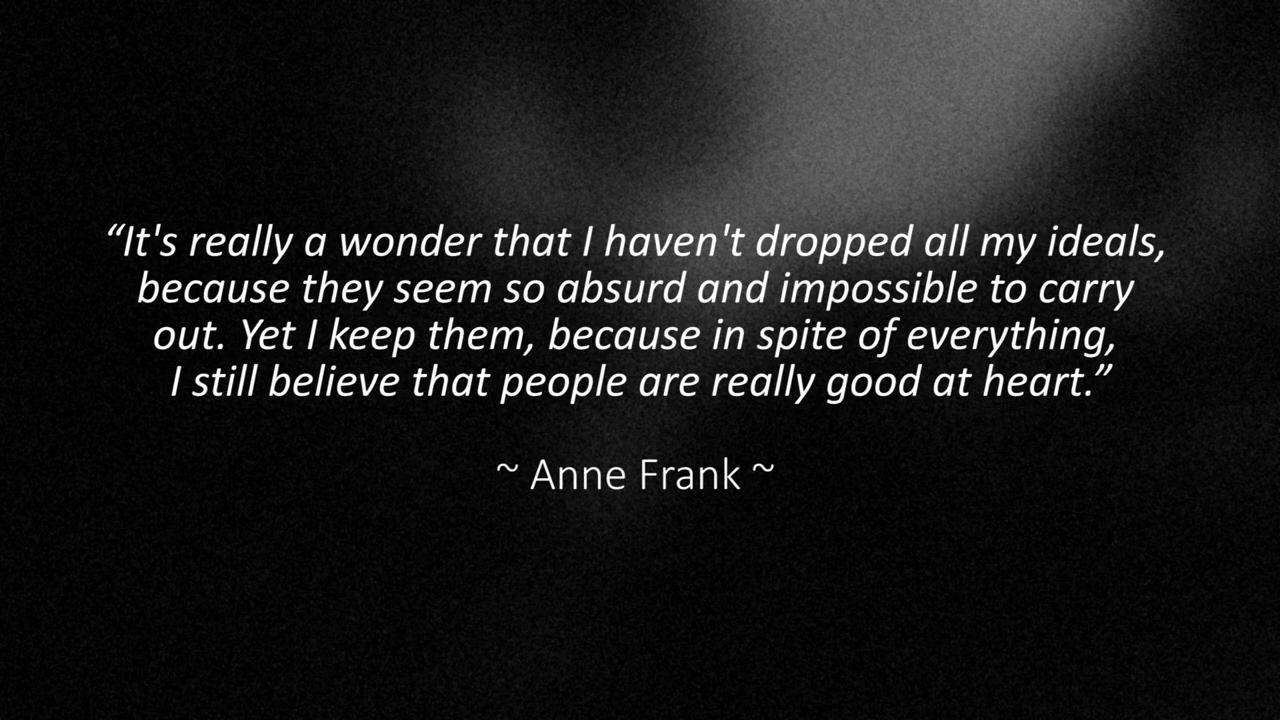 “It's really a wonder that I haven't dropped all my ideals,
because they seem so absurd and impossible to carry
out. Yet I keep them, because in spite of everything,
I still believe that people are really good at heart.”
~ Anne Frank ~